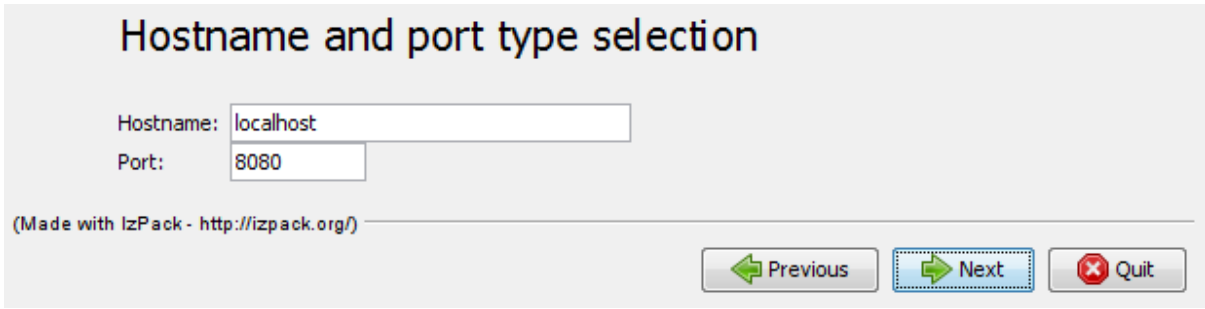 Hostname and port type selection
Hostname: localhost
Port: 8080
(Made with IzPack - http://izpack.org/)
Previous Next Quit